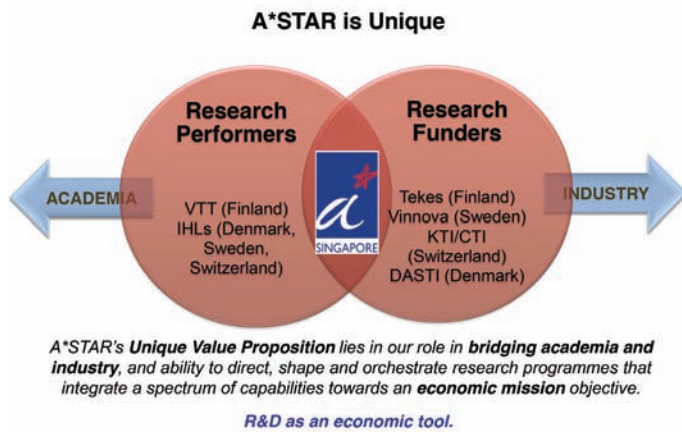 A*STAR is Unique
Research
Performers
Research
Funders
ACADEMIA
INDUSTRY
VTT (Finland)
IHLs (Denmark,
Sweden,
Switzerland)
a
SINGAPORE
Tekes (Finland)
Vinnova (Sweden)
KTI/CTI
(Switzerland)
DASTI (Denmark)
A*STAR's Unique Value Proposition lies in our role in bridging academia and
industry, and ability to direct, shape and orchestrate research programmes that
integrate a spectrum of capabilities towards an economic mission objective.
R&D as an economic tool.